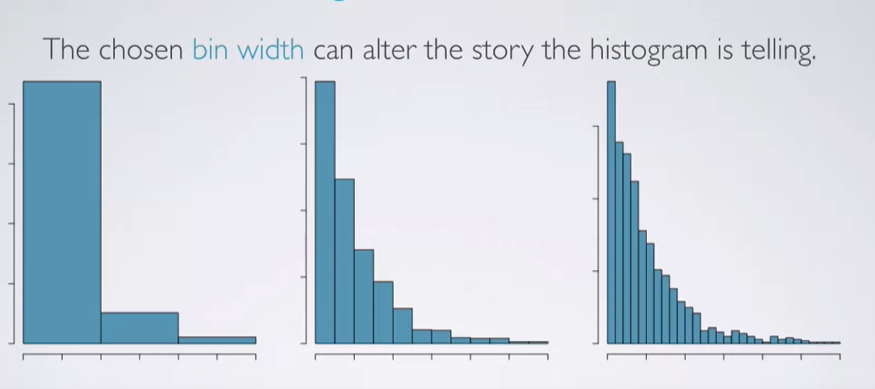 The chosen bin width can alter the story the histogram is telling.